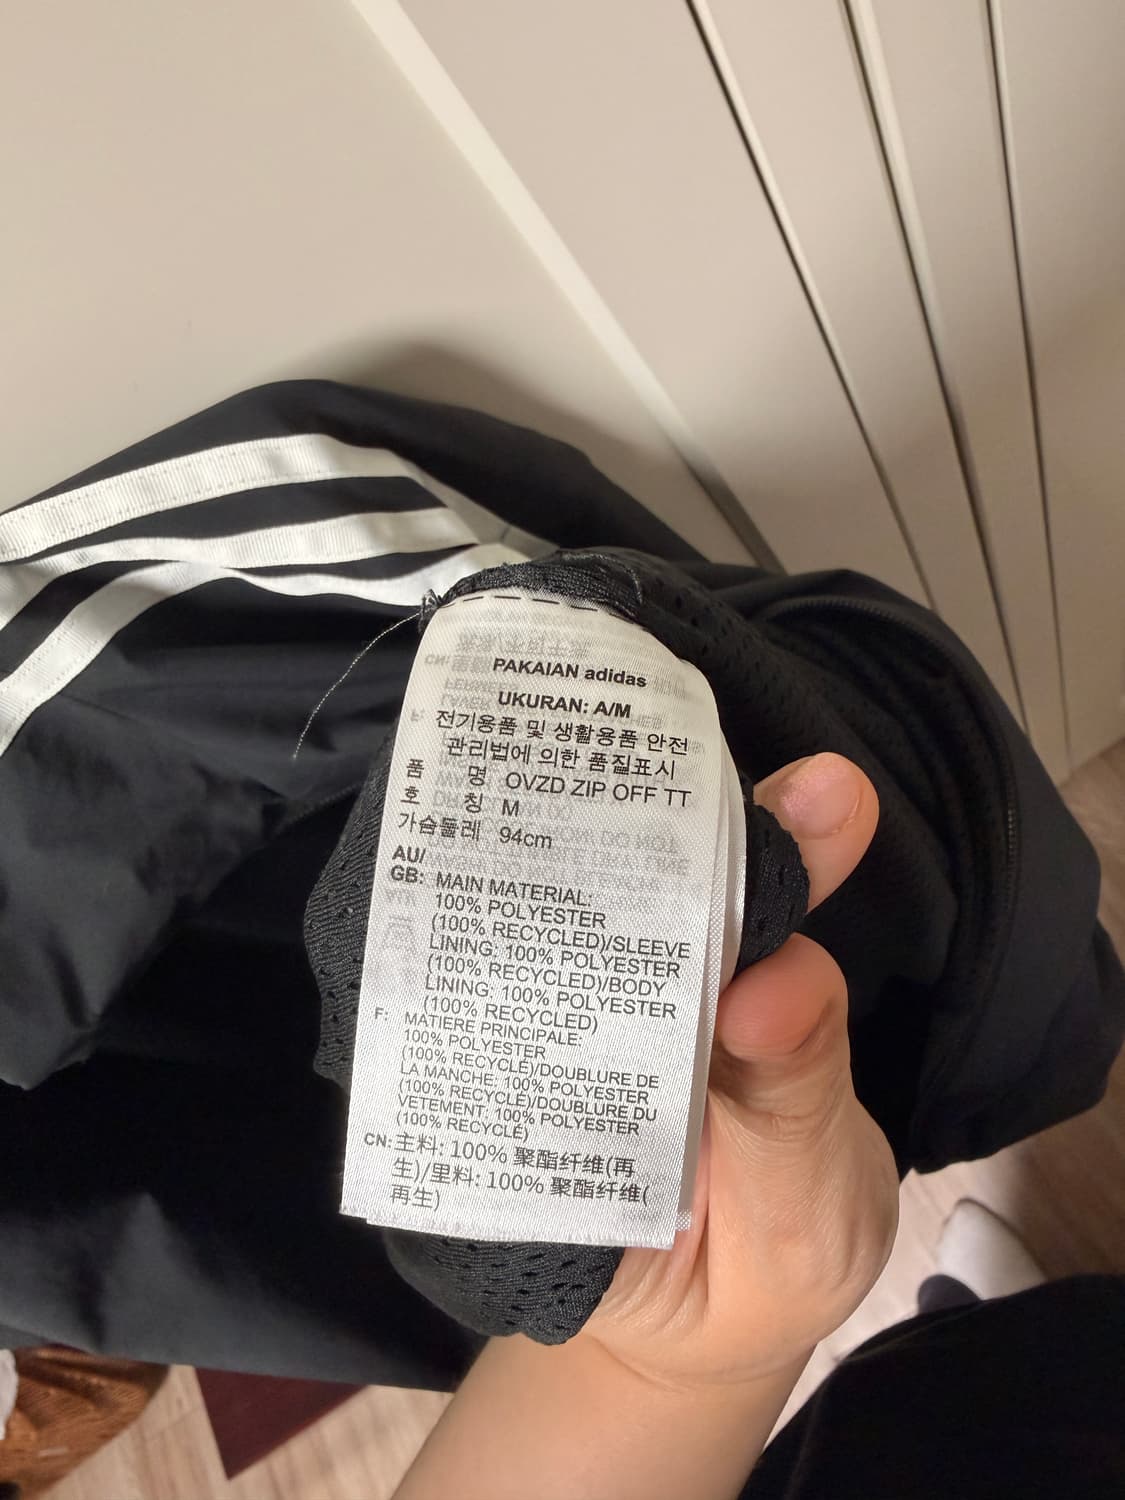 PAKAIAN adidas
UKURAN: A/M
전기용품 및 생활용품 안전
관리법에 의한 품질표시
품 명 OVZD ZIP OFF TT
호 칭 M
가슴둘레 94cm
AU/
GB: MAIN MATERIAL:
100% POLYESTER
(100% RECYCLED)/SLEEVE
LINING: 100% POLYESTER
(100% RECYCLED)/BODY
LINING: 100% POLYESTER
(100% RECYCLED)
F: MATIERE PRINCIPALE:
100% POLYESTER
(100% RECYCLÉ)/DOUBLURE DE
LA MANCHE: 100% POLYESTER
(100% RECYCLÉ)/DOUBLURE DU
VETEMENT: 100% POLYESTER
(100% RECYCLÉ)
CN: 主料: 100% 聚酯纤维(再
生)/里料: 100% 聚酯纤维(
再生)